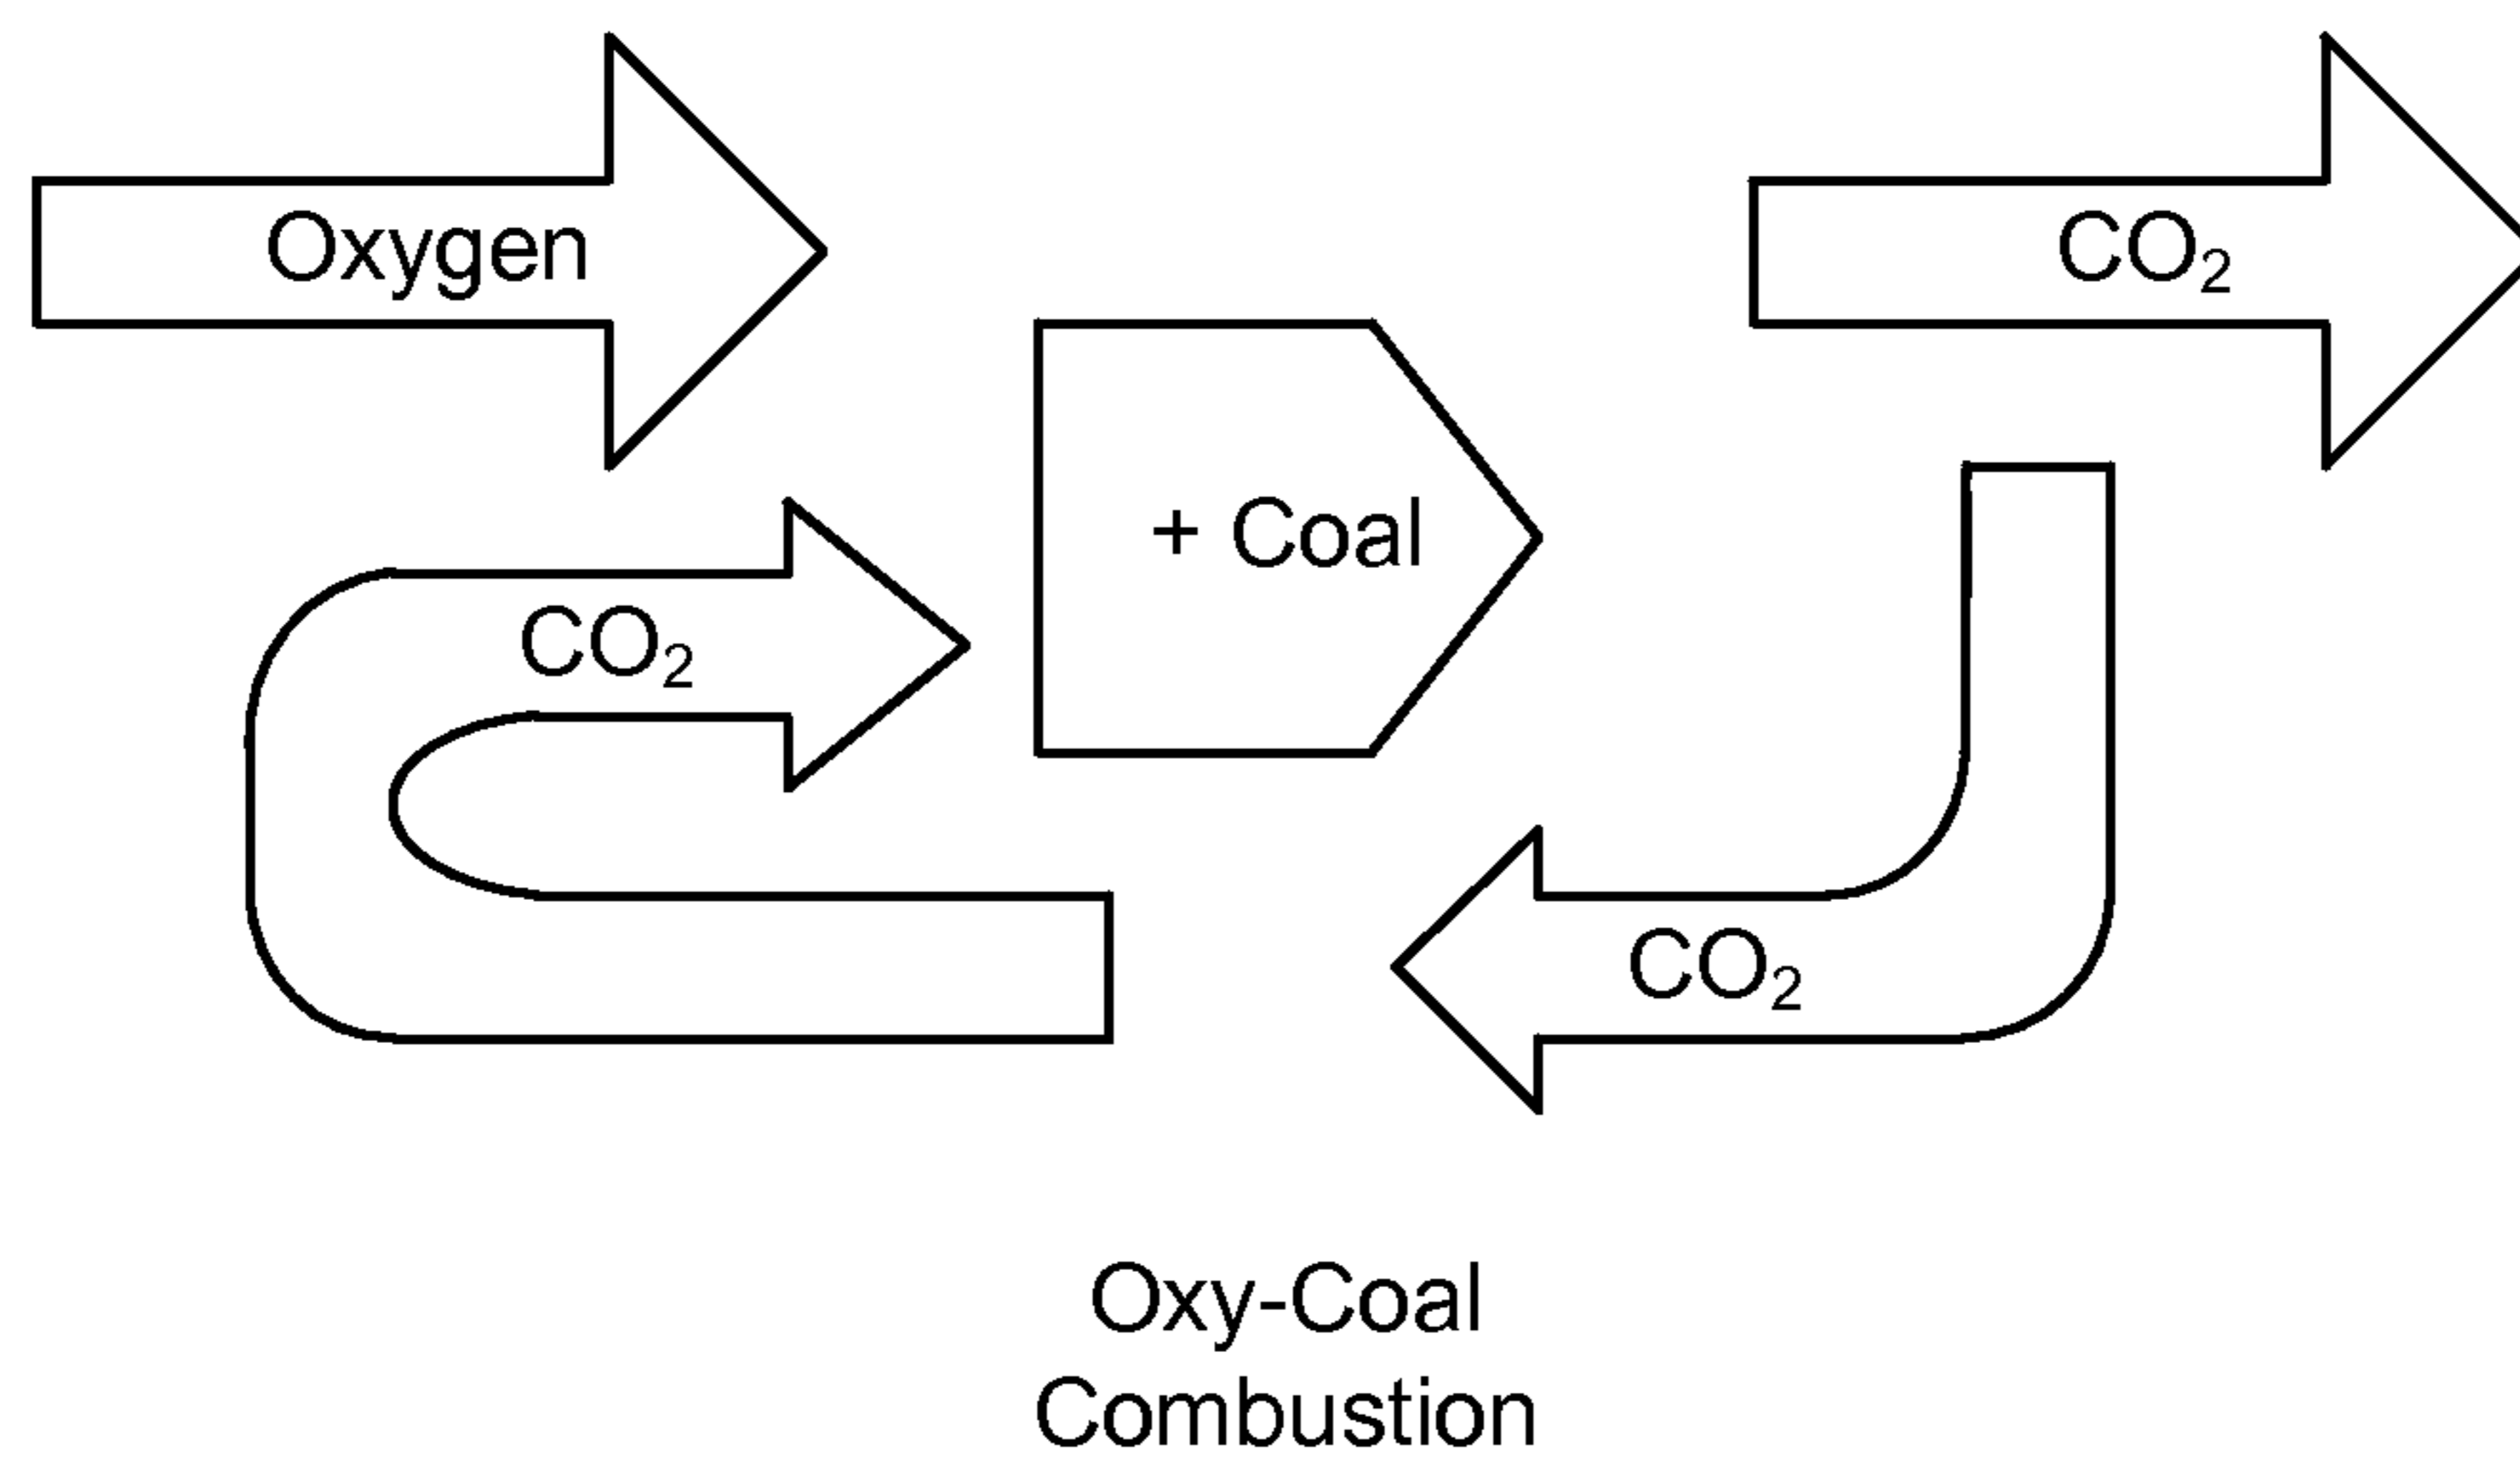 Oxygen
CO₂
+ Coal
CO₂
CO₂
Oxy-Coal
Combustion